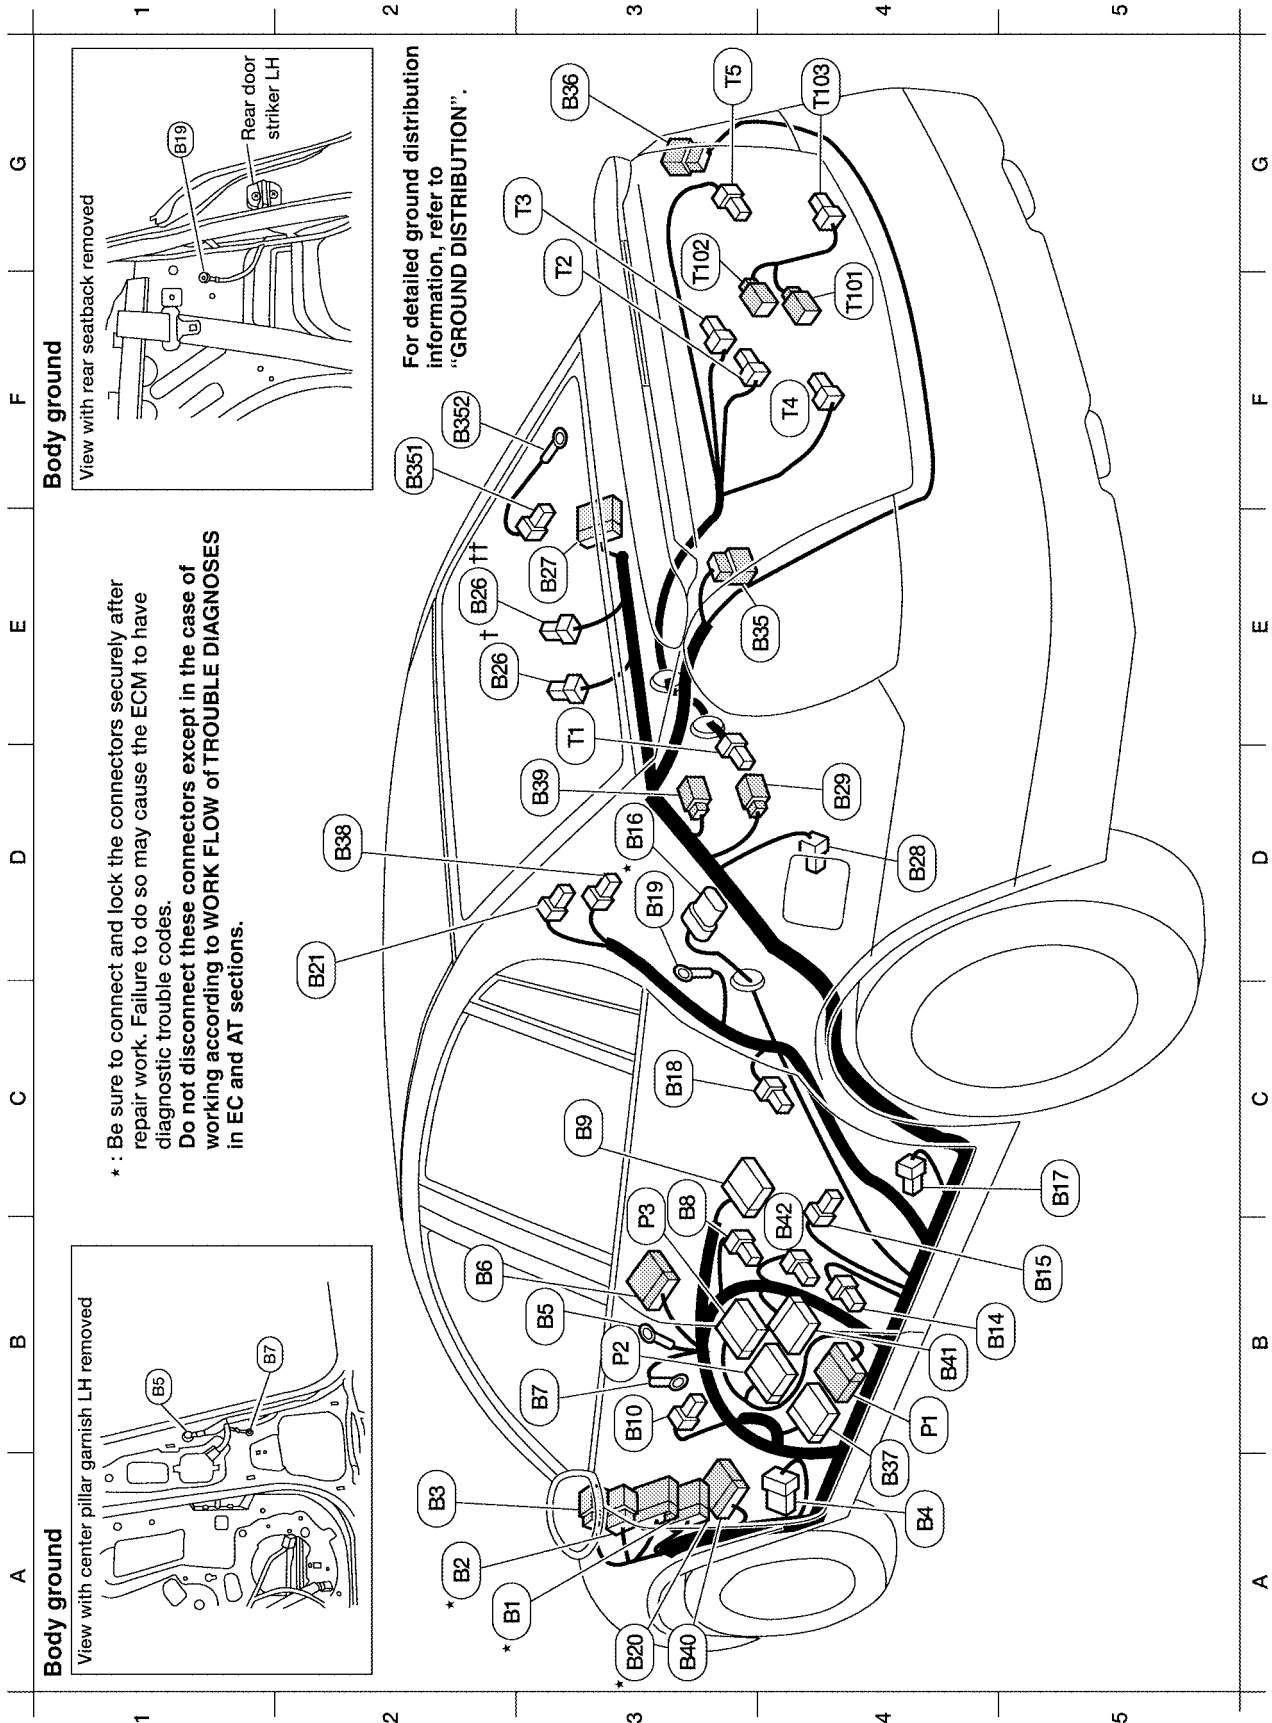 1
2
3
4
5
A
B
C
D
E
F
G
Body ground
View with center pillar garnish LH removed
B5
B7
* : Be sure to connect and lock the connectors securely after
repair work. Failure to do so may cause the ECM to have
diagnostic trouble codes.
Do not disconnect these connectors except in the case of
working according to WORK FLOW of TROUBLE DIAGNOSES
in EC and AT sections.
Body ground
View with rear seatback removed
B19
Rear door
striker LH
For detailed ground distribution
information, refer to
“GROUND DISTRIBUTION”.
B3
* B2
* B1
* B20
B40
B10
B7
P2
B5
B6
P3
B8
B9
B42
B18
B21
B38
B19
B16 *
B39
T1
B26 †
B26 ††
B27
B351
B352
T2
T3
B36
T5
T102
T103
T101
T4
B35
B29
B28
B17
B15
B14
B41
P1
B37
B4
1
2
3
4
5
A
B
C
D
E
F
G